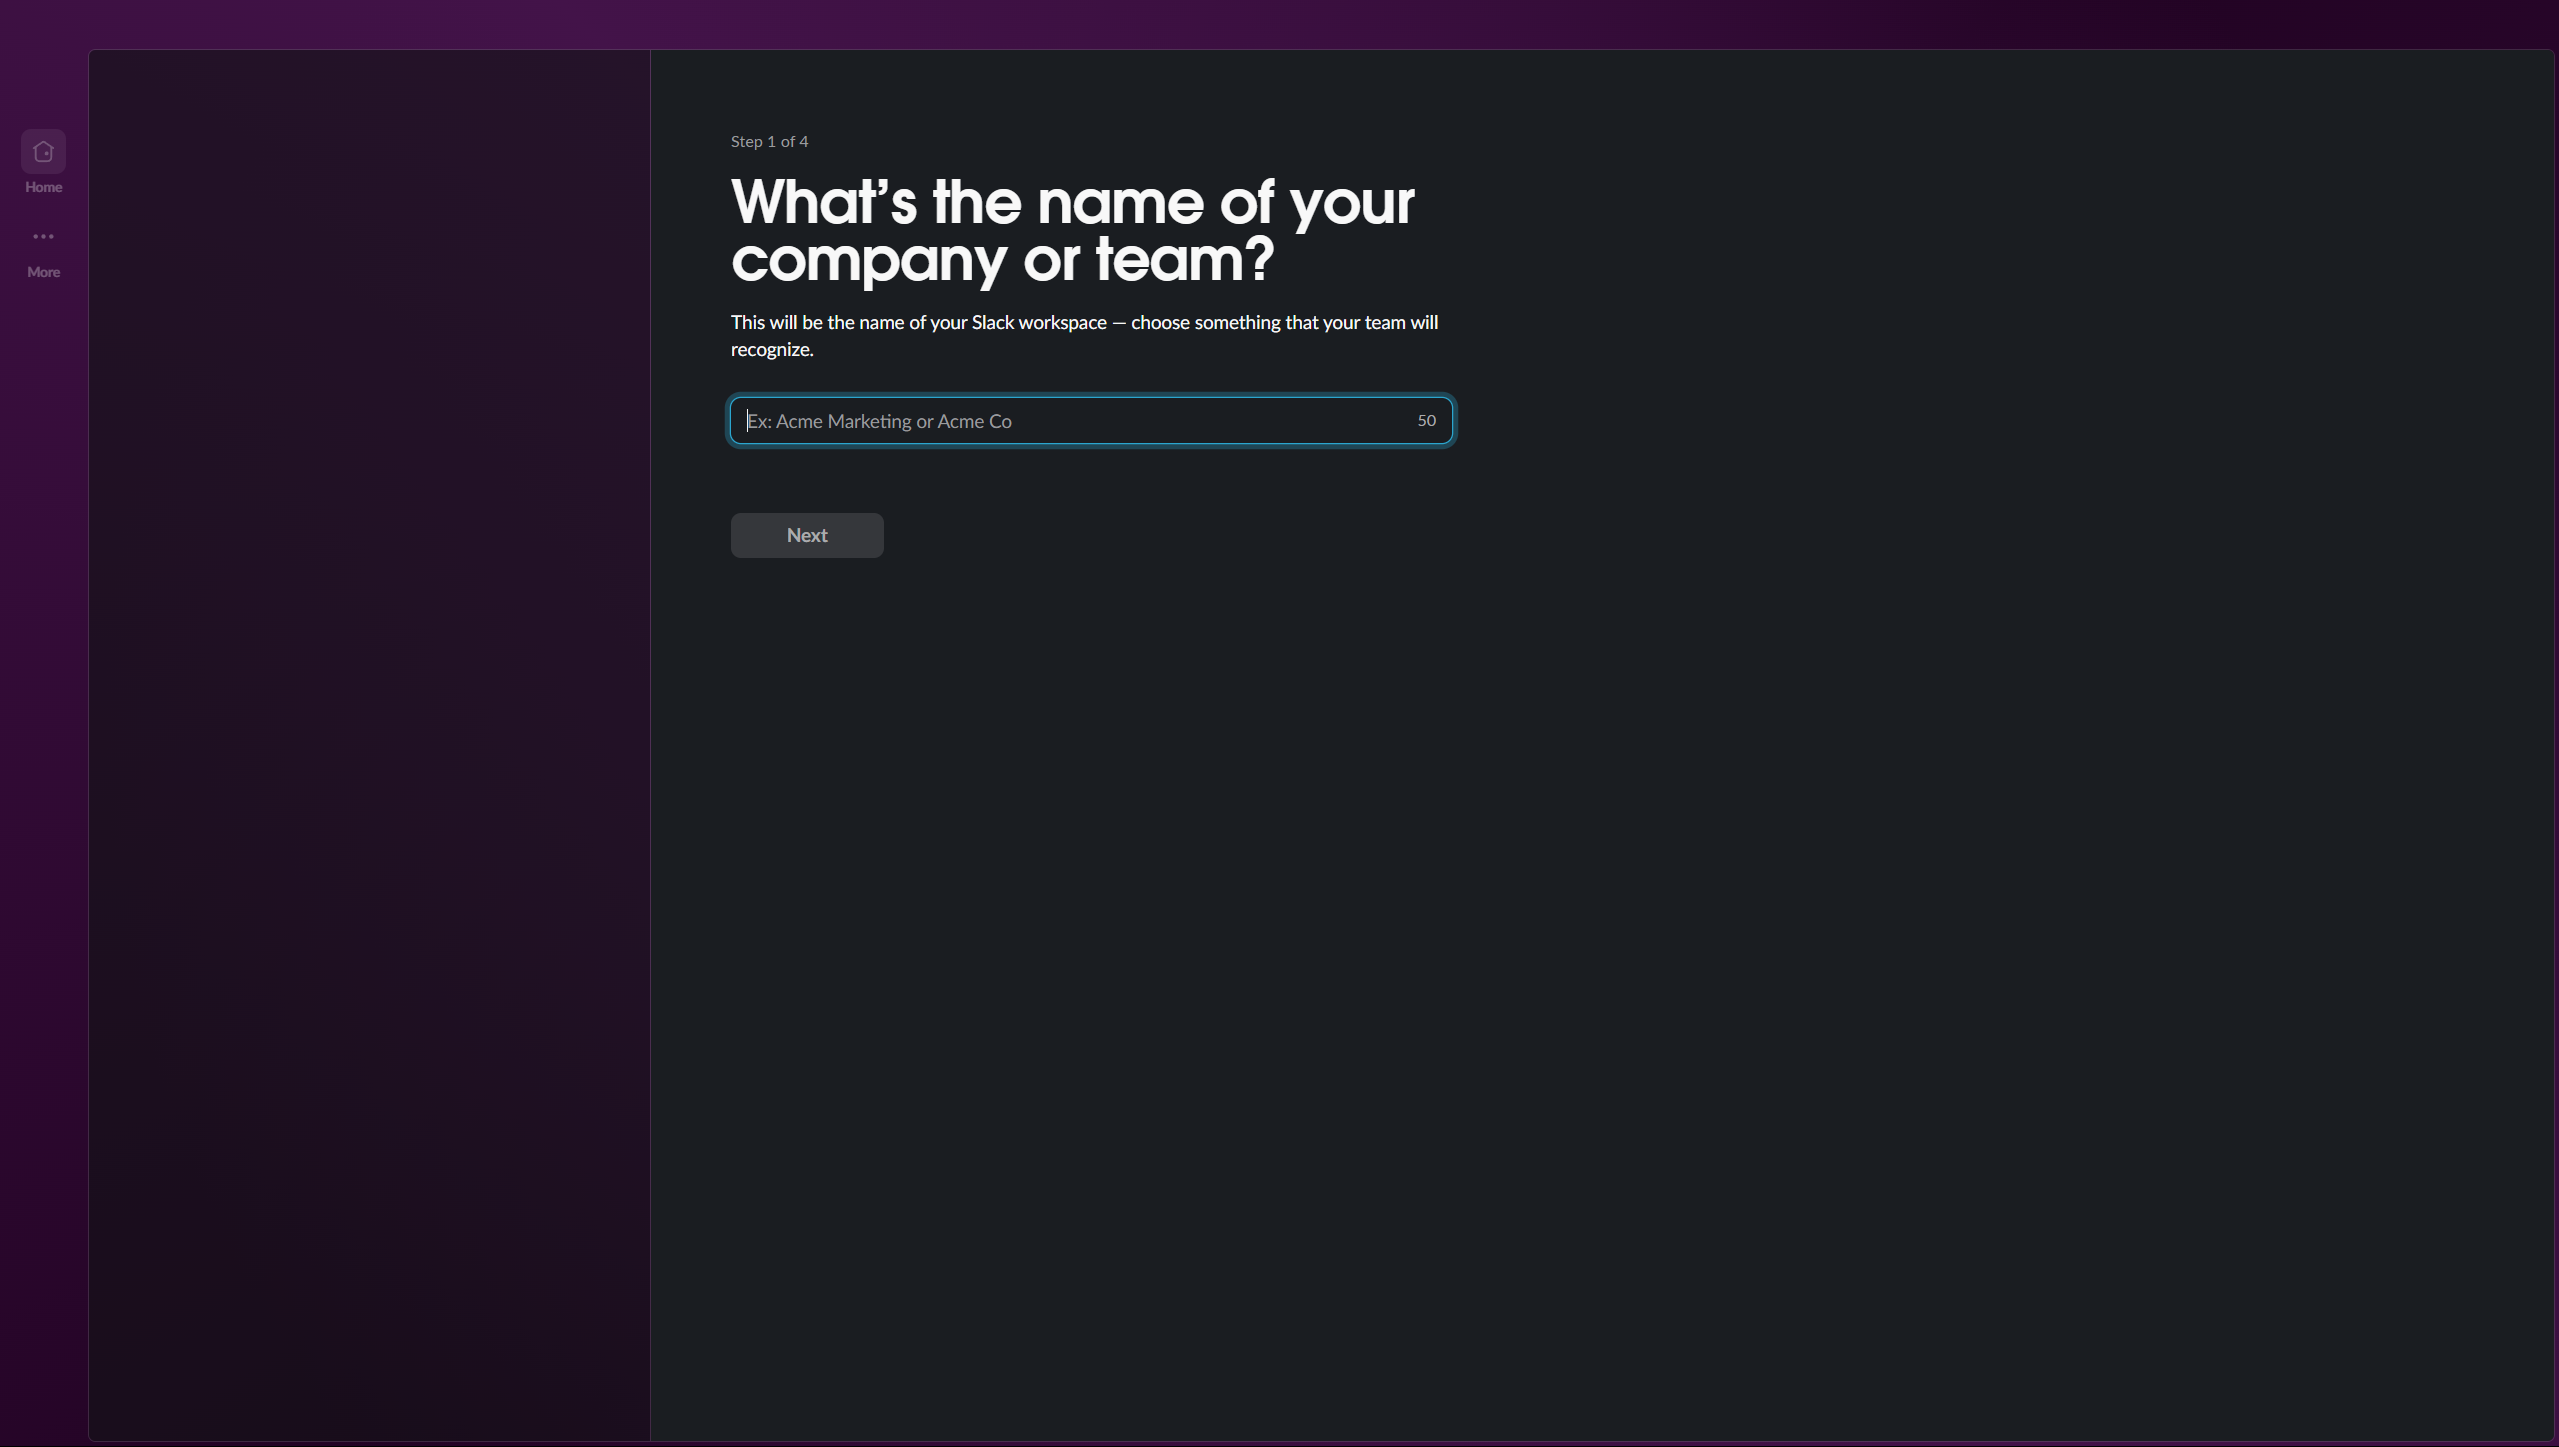 Home
More
Step 1 of 4
What's the name of your
company or team?
This will be the name of your Slack workspace — choose something that your team will
recognize.
Ex: Acme Marketing or Acme Co 50
Next